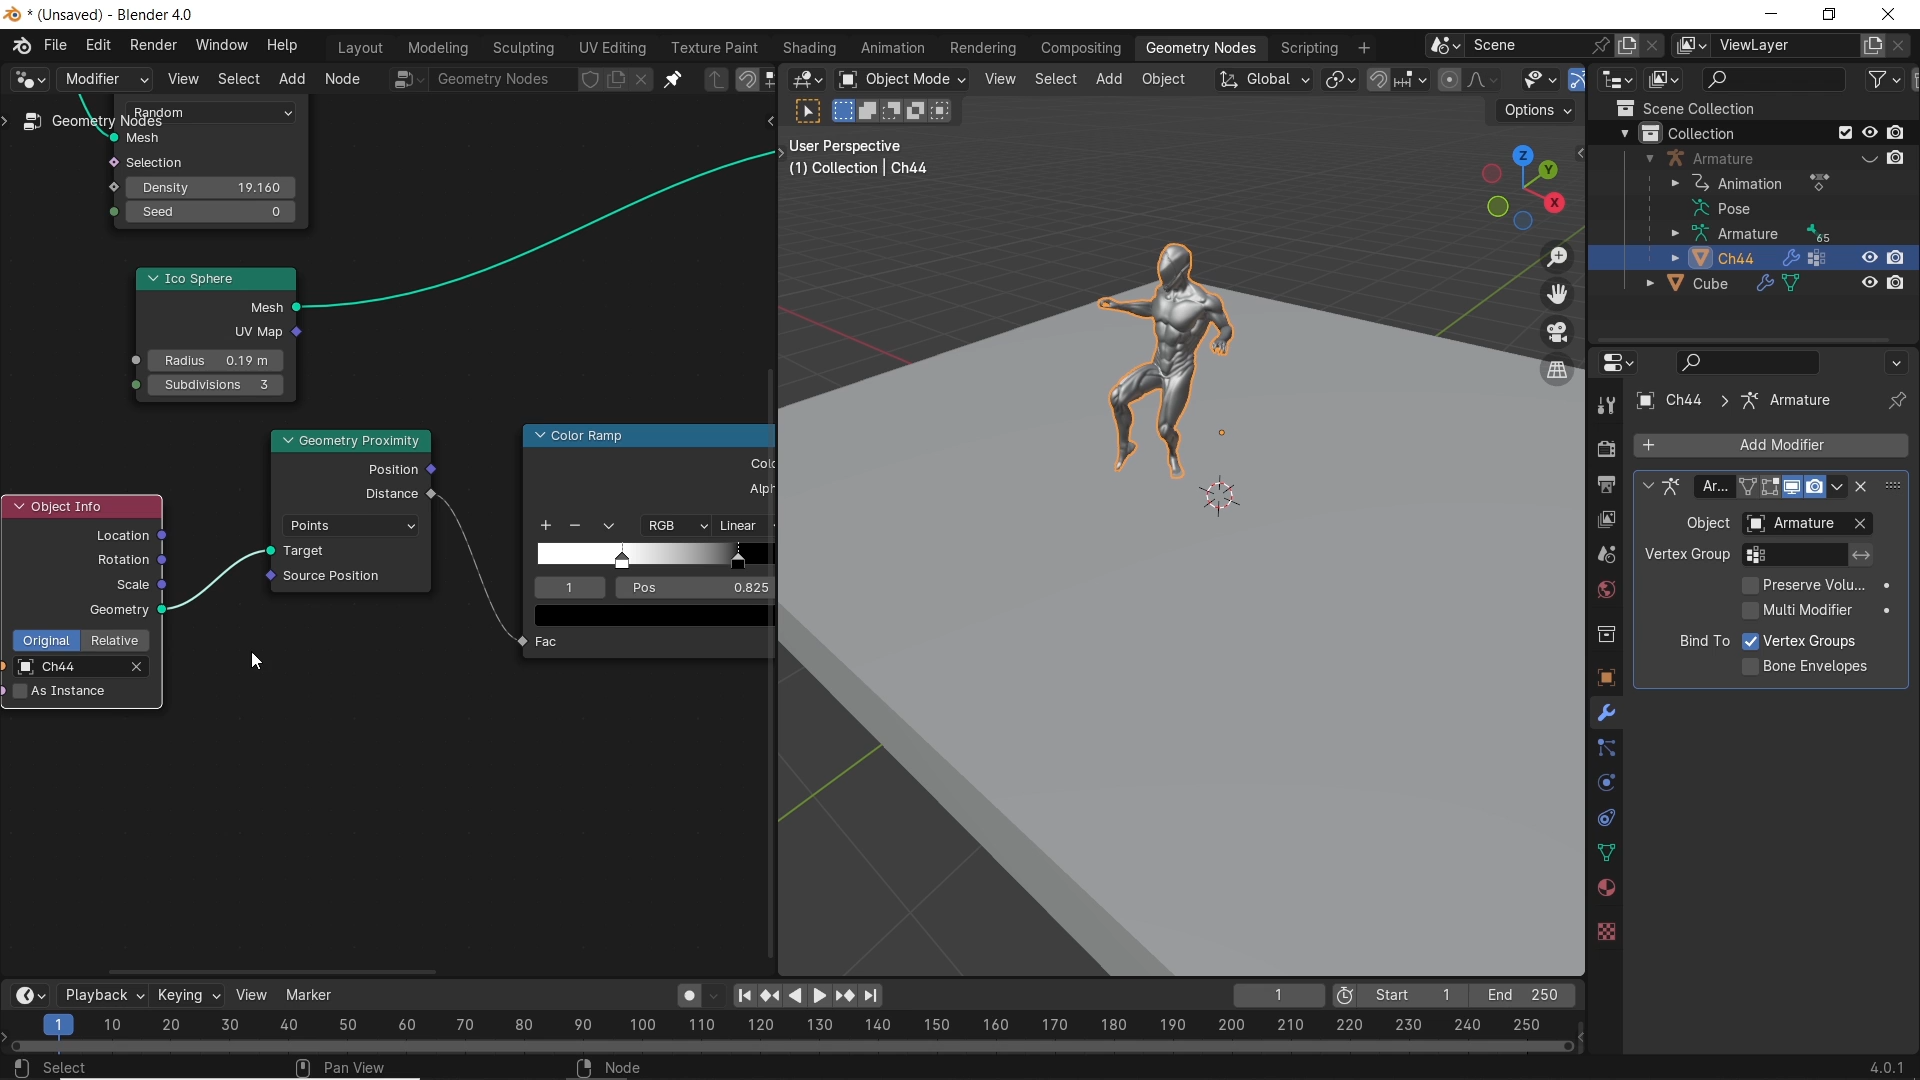 * (Unsaved) - Blender 4.0
File Edit Render Window Help
Layout Modeling Sculpting UV Editing Texture Paint Shading Animation Rendering Compositing Geometry Nodes Scripting +
Scene
ViewLayer
Modifier View Select Add Node Geometry Nodes
Object Mode View Select Add Object Global
Options
Geometry Nodes
Random
Mesh
Selection
Density 19.160
Seed 0
Ico Sphere
Mesh
UV Map
Radius 0.19 m
Subdivisions 3
Geometry Proximity
Position
Distance
Points
Target
Source Position
Color Ramp
Colo
Alph
RGB Linear
1 Pos 0.825
Fac
Object Info
Location
Rotation
Scale
Geometry
Original Relative
Ch44
As Instance
User Perspective
(1) Collection | Ch44
Z
Y
X
Scene Collection
Collection
Armature
Animation
Pose
Armature 65
Ch44
Cube
Ch44 > Armature
+ Add Modifier
Ar...
Object Armature
Vertex Group
Preserve Volu...
Multi Modifier
Bind To Vertex Groups
Bone Envelopes
Playback Keying View Marker
1 Start 1 End 250
1 10 20 30 40 50 60 70 80 90 100 110 120 130 140 150 160 170 180 190 200 210 220 230 240 250
Select Pan View Node 4.0.1